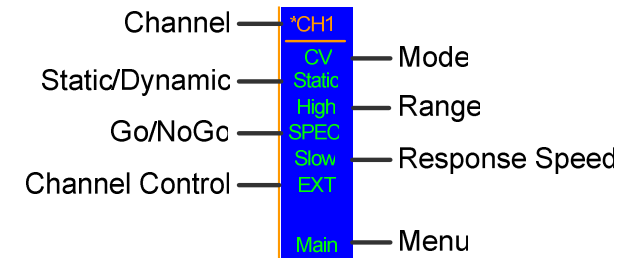 Channel *CH1
CV Mode
Static/Dynamic Static
High Range
Go/NoGo SPEC
Slow Response Speed
Channel Control EXT
Main Menu